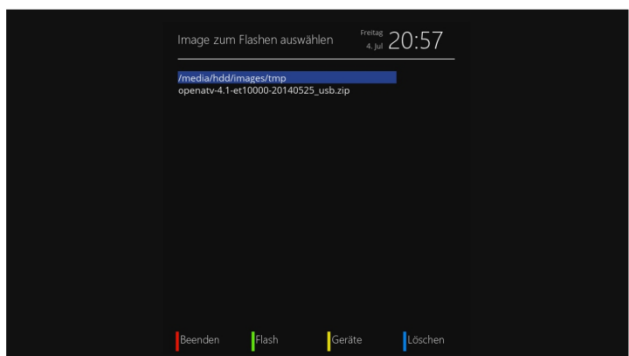 Image zum Flashen auswählen
Freitag
4. Jul
20:57
/media/hdd/images/tmp
openatv-4.1-et10000-20140525_usb.zip
Beenden Flash Geräte Löschen